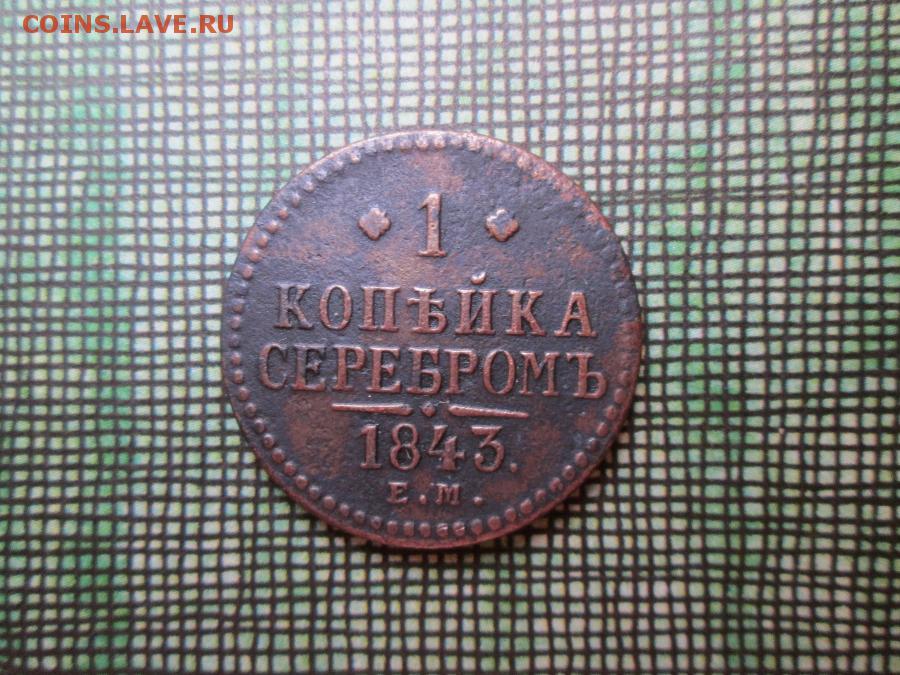 COINS.LAVE.RU
1
КОПѢЙКА
СЕРЕБРОМЪ
1843.
Е.М.